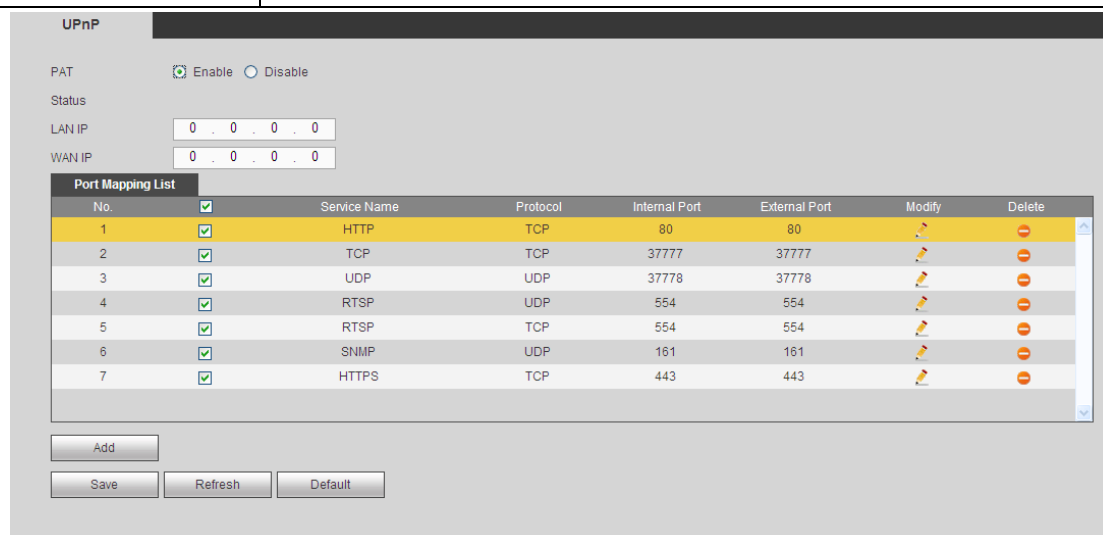 UPnP
PAT Enable Disable
Status
LAN IP 0 . 0 . 0 . 0
WAN IP 0 . 0 . 0 . 0
Port Mapping List
No. Service Name Protocol Internal Port External Port Modify Delete
1 HTTP TCP 80 80
2 TCP TCP 37777 37777
3 UDP UDP 37778 37778
4 RTSP UDP 554 554
5 RTSP TCP 554 554
6 SNMP UDP 161 161
7 HTTPS TCP 443 443
Add
Save Refresh Default